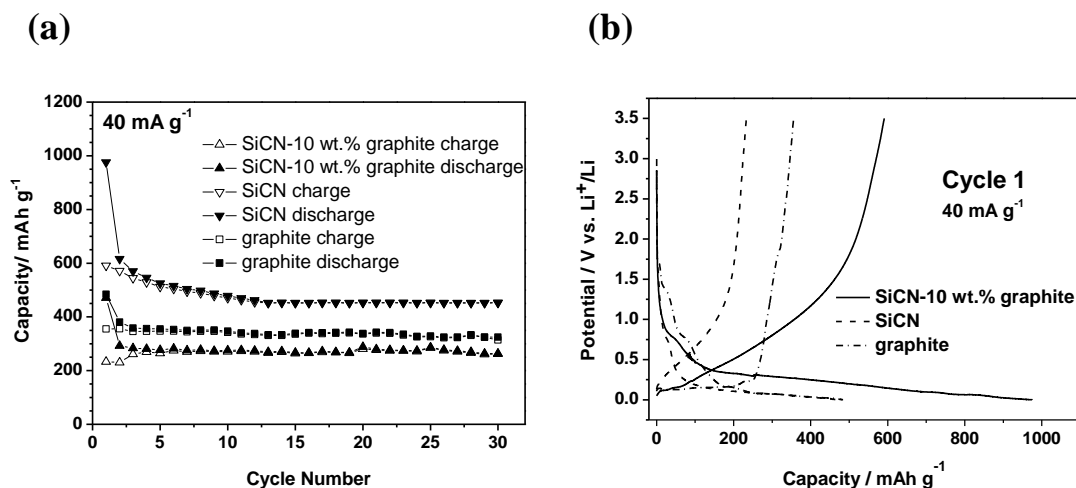 (a)
1200
1000
800
600
400
200
0
Capacity/ mAh g⁻¹
40 mA g⁻¹
SiCN-10 wt.% graphite charge
SiCN-10 wt.% graphite discharge
SiCN charge
SiCN discharge
graphite charge
graphite discharge
0 5 10 15 20 25 30
Cycle Number
(b)
3.5
3.0
2.5
2.0
1.5
1.0
0.5
0.0
Potential / V vs. Li⁺/Li
Cycle 1
40 mA g⁻¹
SiCN-10 wt.% graphite
SiCN
graphite
0 200 400 600 800 1000
Capacity / mAh g⁻¹